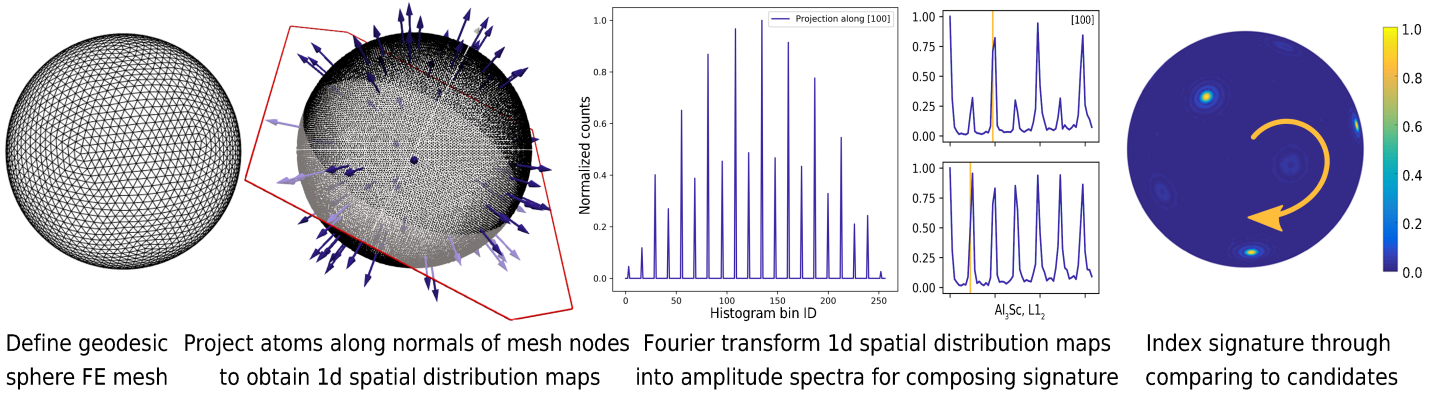 Projection along [100]
Normalized counts
1.0
0.8
0.6
0.4
0.2
0.0
0
50
100
150
200
250
Histogram bin ID
[100]
1.00
0.75
0.50
0.25
0.00
1.00
0.75
0.50
0.25
0.00
Al₃Sc, L1₂
1.0
0.8
0.6
0.4
0.2
0.0
Define geodesic
sphere FE mesh
Project atoms along normals of mesh nodes
to obtain 1d spatial distribution maps
Fourier transform 1d spatial distribution maps
into amplitude spectra for composing signature
Index signature through
comparing to candidates